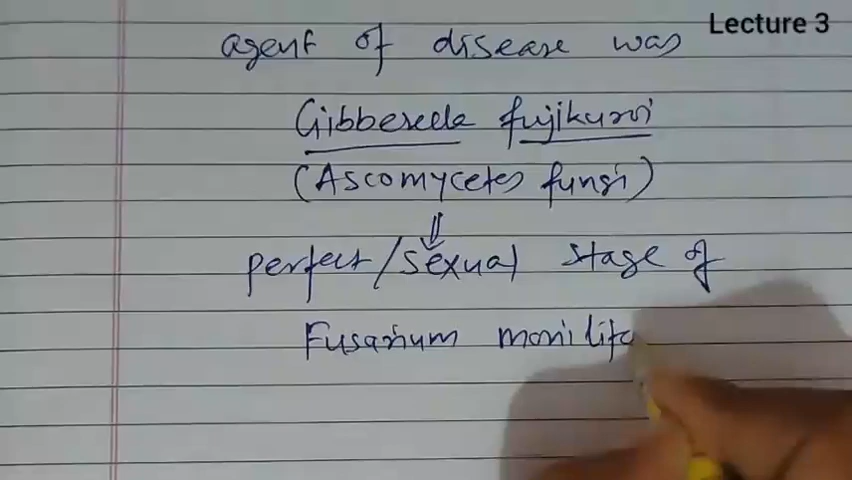 Lecture 3
agent of disease was
Gibberella fujikuroi
(Ascomycetes fungi)
perfect/sexual stage of
Fusarium monilifo